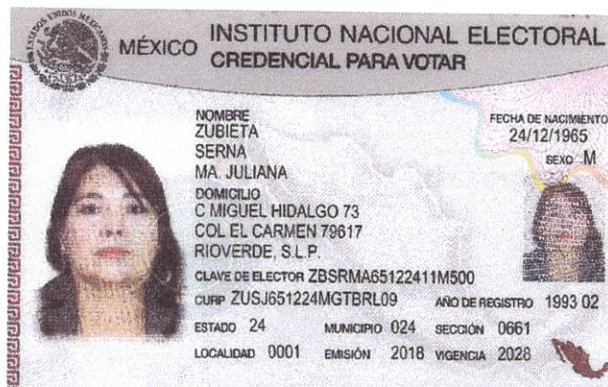 ESTADOS UNIDOS MEXICANOS
MÉXICO
INSTITUTO NACIONAL ELECTORAL
CREDENCIAL PARA VOTAR
NOMBRE
ZUBIETA
SERNA
MA. JULIANA
FECHA DE NACIMIENTO
24/12/1965
SEXO M
DOMICILIO
C MIGUEL HIDALGO 73
COL EL CARMEN 79617
RIOVERDE, S.L.P.
CLAVE DE ELECTOR ZBSRMA65122411M500
CURP ZUSJ651224MGTBRL09 AÑO DE REGISTRO 1993 02
ESTADO 24 MUNICIPIO 024 SECCIÓN 0661
LOCALIDAD 0001 EMISIÓN 2018 VIGENCIA 2028